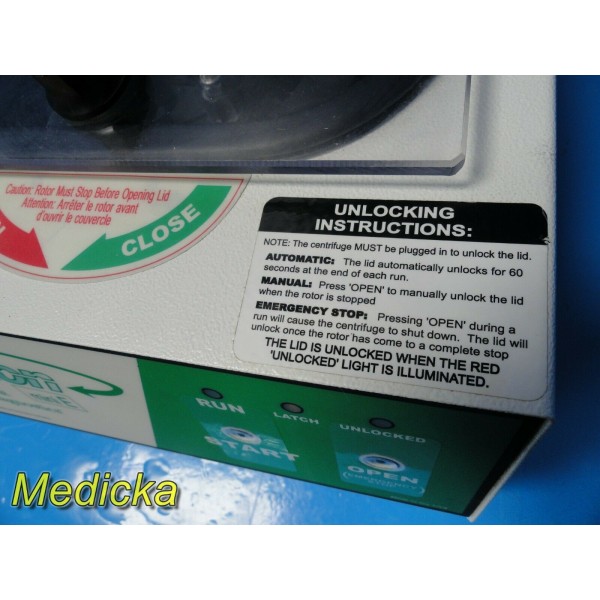 Caution: Rotor Must Stop Before Opening Lid
Attention: Arrêter le rotor avant
d'ouvrir le couvercle
CLOSE
UNLOCKING
INSTRUCTIONS:
NOTE: The centrifuge MUST be plugged in to unlock the lid.
AUTOMATIC: The lid automatically unlocks for 60
seconds at the end of each run.
MANUAL: Press 'OPEN' to manually unlock the lid
when the rotor is stopped
EMERGENCY STOP: Pressing 'OPEN' during a
run will cause the centrifuge to shut down. The lid will
unlock once the rotor has come to a complete stop
THE LID IS UNLOCKED WHEN THE RED
'UNLOCKED' LIGHT IS ILLUMINATED.
RUN
LATCH
UNLOCKED
START
OPEN
Medicka